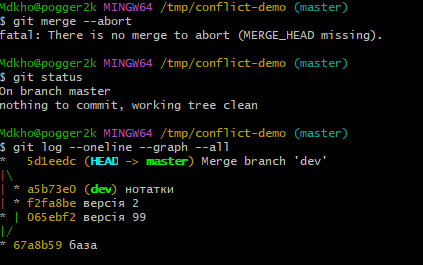 Mdkho@pogger2k MINGW64 /tmp/conflict-demo (master)
$ git merge --abort
fatal: There is no merge to abort (MERGE_HEAD missing).

Mdkho@pogger2k MINGW64 /tmp/conflict-demo (master)
$ git status
On branch master
nothing to commit, working tree clean

Mdkho@pogger2k MINGW64 /tmp/conflict-demo (master)
$ git log --oneline --graph --all
*   5d1eedc (HEAD -> master) Merge branch 'dev'
|\
| * a5b73e0 (dev) нотатки
| * f2fa8be версія 2
* | 065ebf2 версія 99
|/
* 67a8b59 база